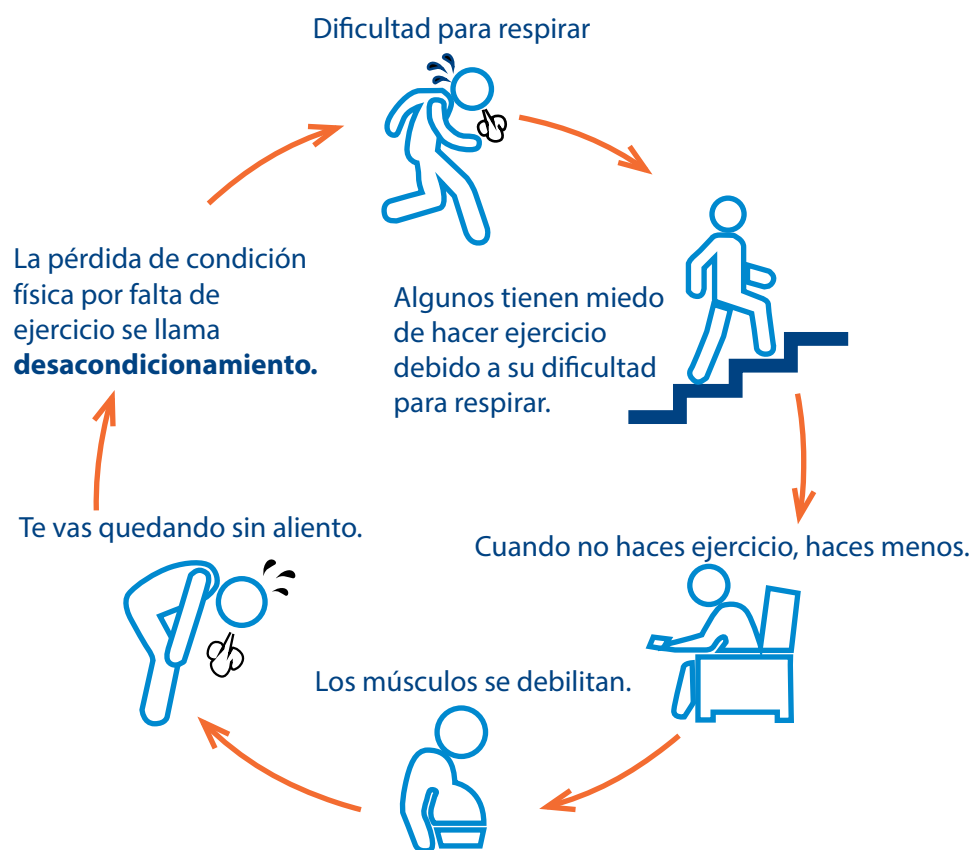 Dificultad para respirar
Algunos tienen miedo
de hacer ejercicio
debido a su dificultad
para respirar.
Cuando no haces ejercicio, haces menos.
Los músculos se debilitan.
Te vas quedando sin aliento.
La pérdida de condición
física por falta de
ejercicio se llama
desacondicionamiento.